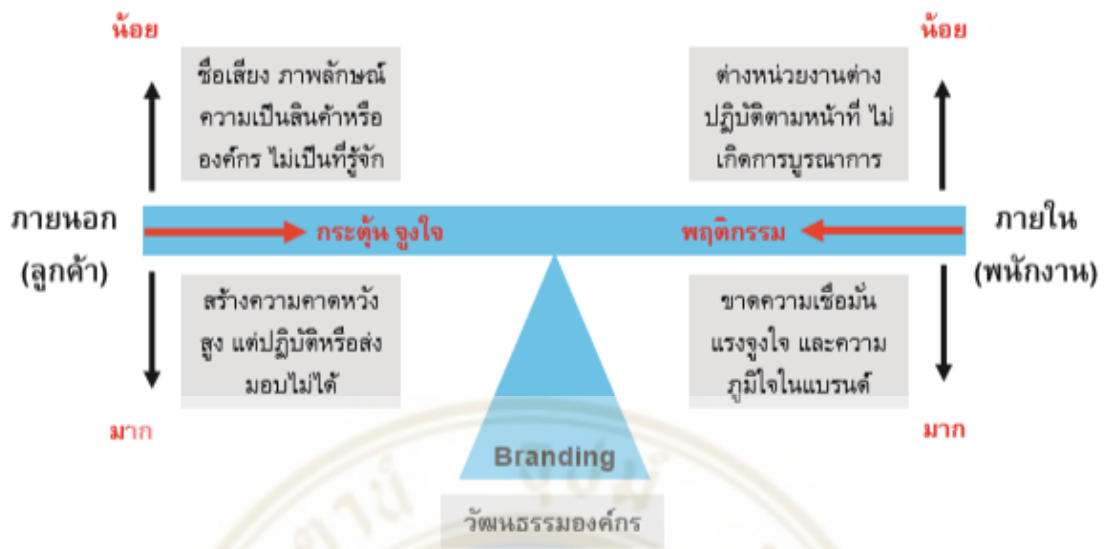 น้อย
น้อย
ชื่อเสียง ภาพลักษณ์
ความเป็นสินค้าหรือ
องค์กร ไม่เป็นที่รู้จัก
ต่างหน่วยงานต่าง
ปฏิบัติตามหน้าที่ ไม่
เกิดการบูรณาการ
ภายนอก
(ลูกค้า)
กระตุ้น จูงใจ
พฤติกรรม
ภายใน
(พนักงาน)
สร้างความคาดหวัง
สูง แต่ปฏิบัติหรือส่ง
มอบไม่ได้
ขาดความเชื่อมั่น
แรงจูงใจ และความ
ภูมิใจในแบรนด์
มาก
มาก
Branding
วัฒนธรรมองค์กร